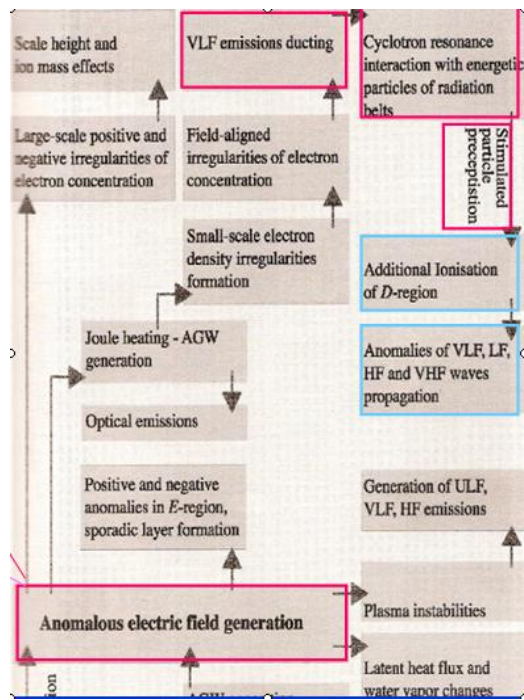 Scale height and
ion mass effects
VLF emissions ducting
Cyclotron resonance
interaction with energetic
particles of radiation
belts
Large-scale positive and
negative irregularities of
electron concentration
Field-aligned
irregularities of electron
concentration
Stimulated
particle
preceptistion
Small-scale electron
density irregularities
formation
Additional Ionisation
of D-region
Joule heating - AGW
generation
Anomalies of VLF, LF,
HF and VHF waves
propagation
Optical emissions
Positive and negative
anomalies in E-region,
sporadic layer formation
Generation of ULF,
VLF, HF emissions
Anomalous electric field generation
Plasma instabilities
Latent heat flux and
water vapor changes